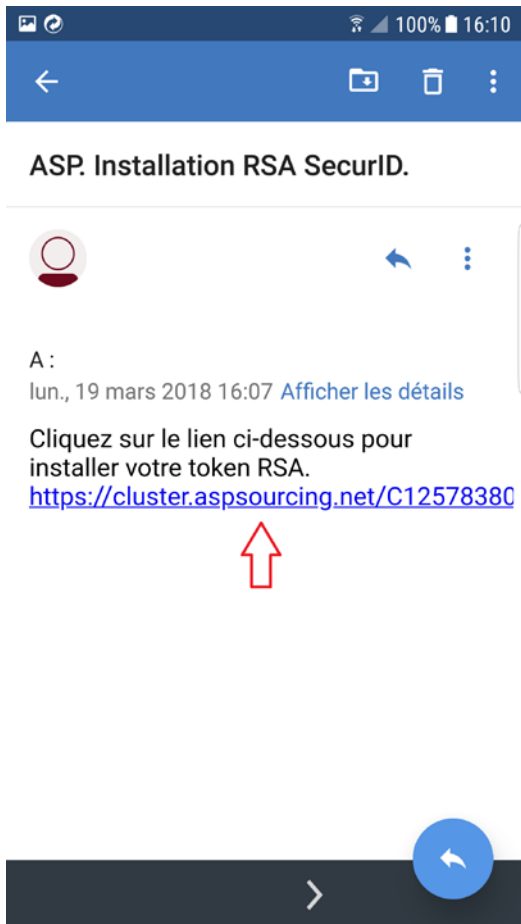 100% 16:10
ASP. Installation RSA SecurID.
A :
lun., 19 mars 2018 16:07 Afficher les détails
Cliquez sur le lien ci-dessous pour
installer votre token RSA.
https://cluster.aspsourcing.net/C12578380